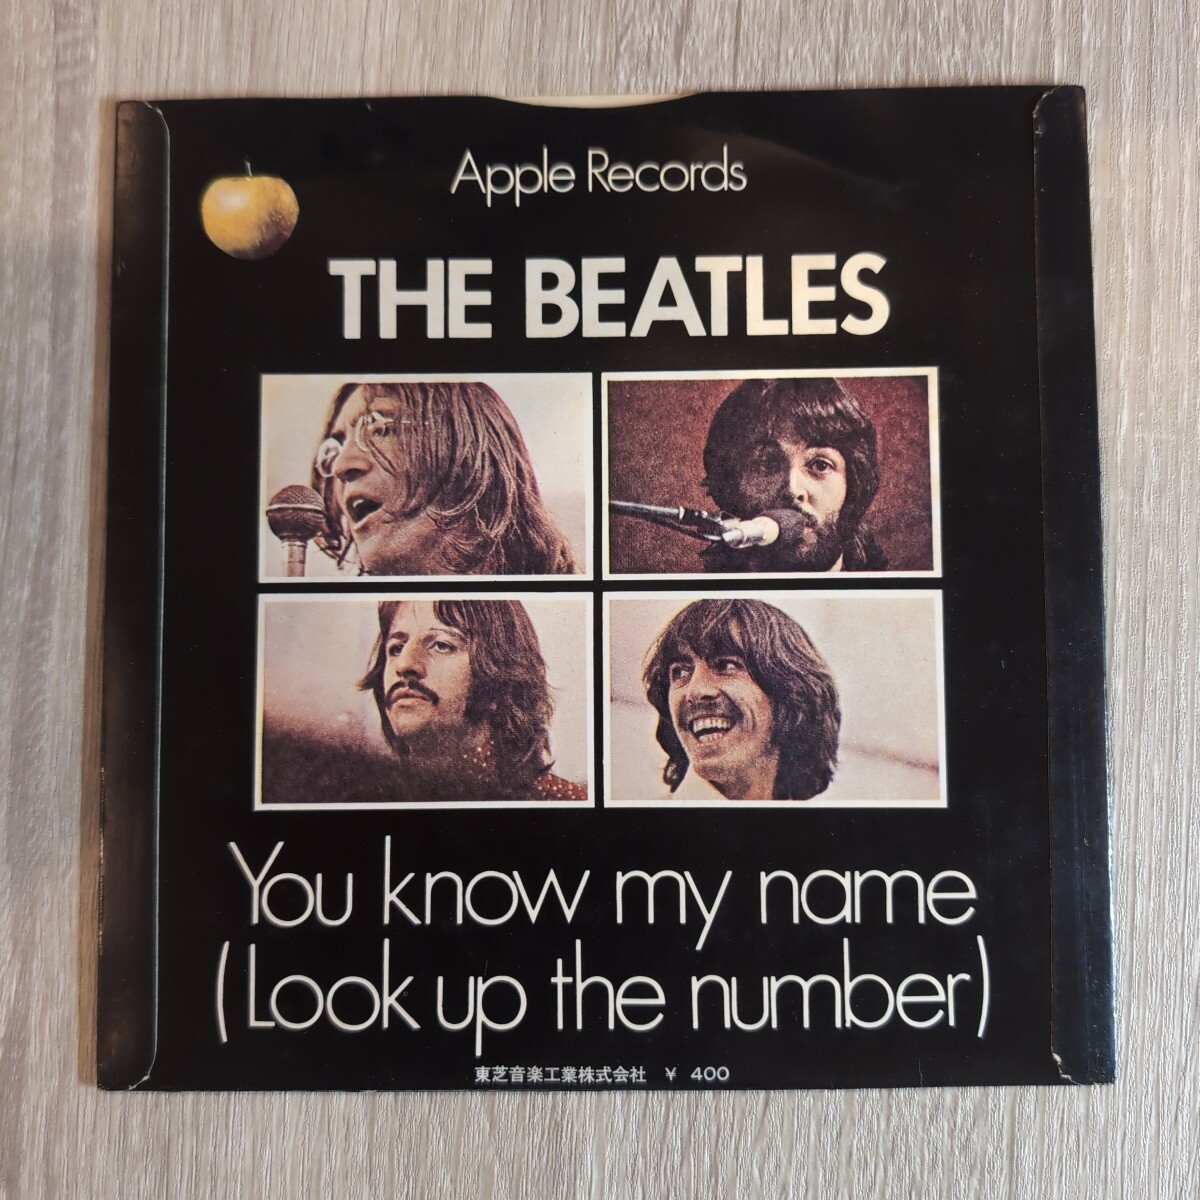 Apple Records
THE BEATLES
You know my name
(Look up the number)
東芝音楽工業株式会社 ¥ 400